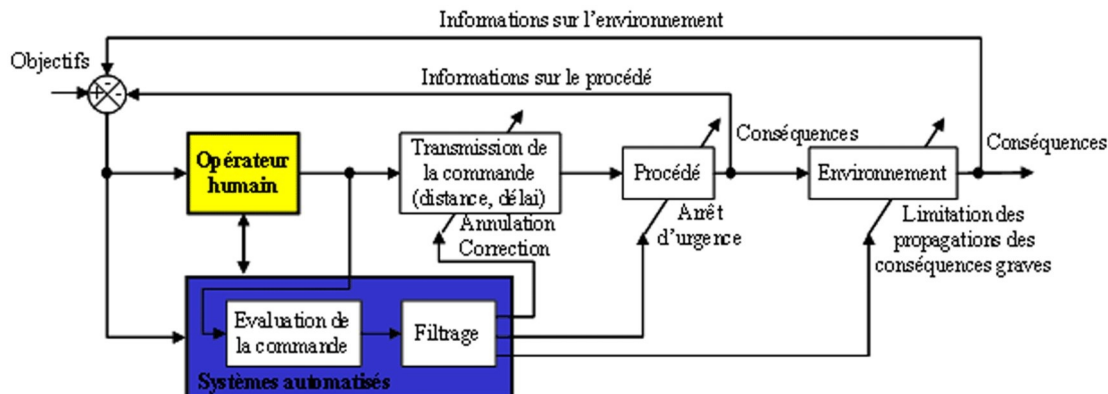 Informations sur l'environnement
Objectifs
Informations sur le procédé
+
-
-
Opérateur
humain
Transmission de
la commande
(distance, délai)
Procédé
Conséquences
Environnement
Conséquences
Annulation
Correction
Arrêt
d'urgence
Limitation des
propagations des
conséquences graves
Evaluation de
la commande
Filtrage
Systèmes automatisés